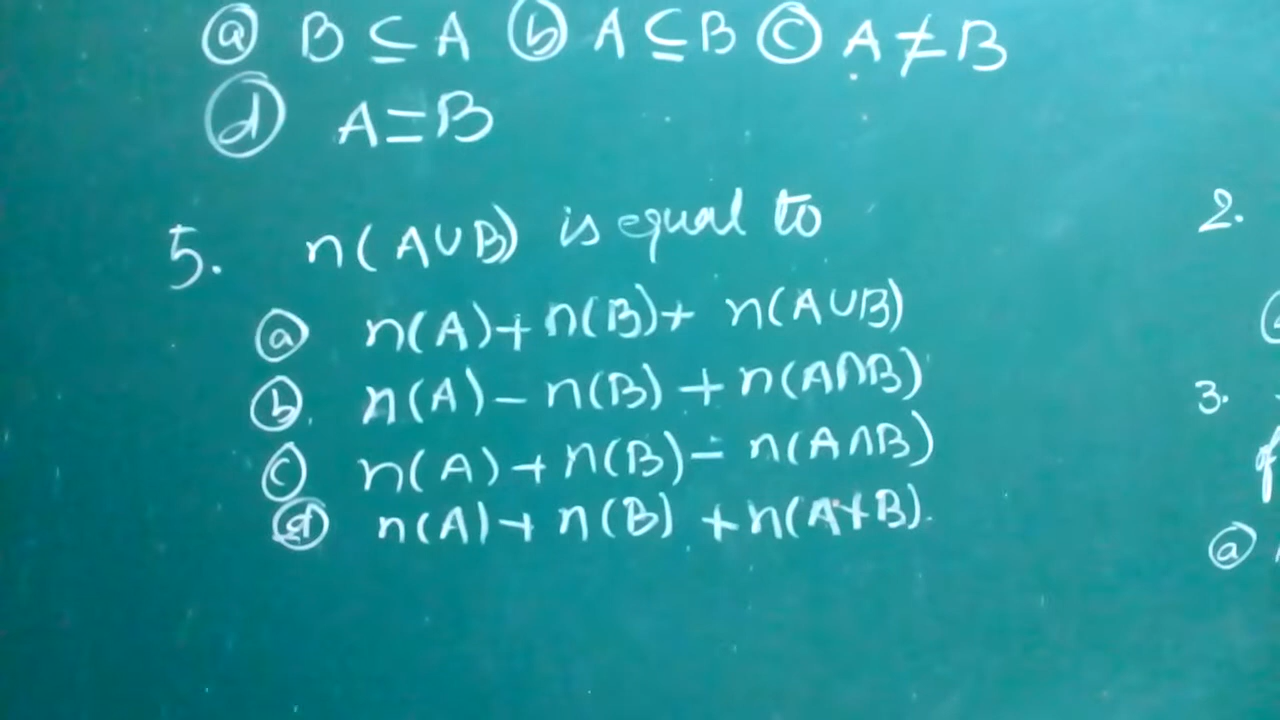 (a) B ⊆ A (b) A ⊆ B (c) A ≠ B
(d) A = B
5. n(A∪B) is equal to
(a) n(A)+n(B)+ n(A∪B)
(b). n(A)-n(B)+n(A∩B)
(c) n(A)+n(B)-n(A∩B)
(d) n(A)+n(B)+n(A+B).
2.
3.
(a)